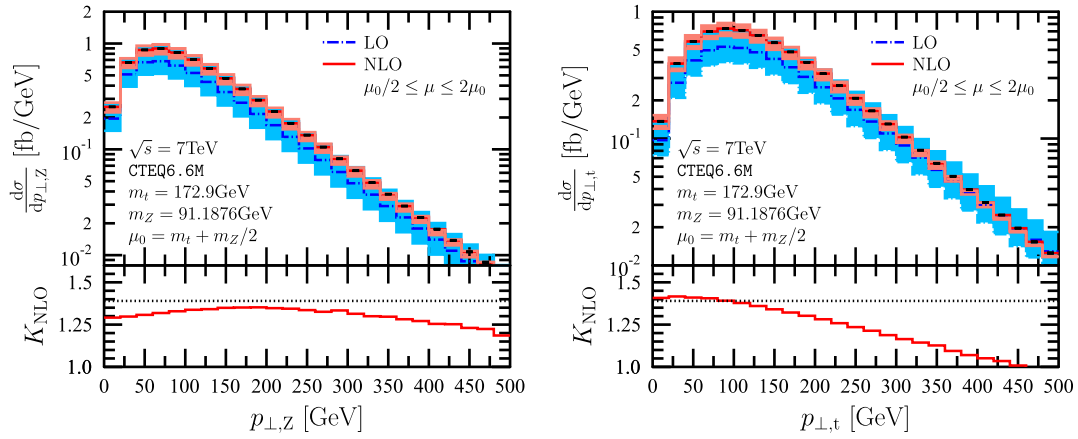 1
5
2
10⁻¹
5
2
10⁻²
dσ/dp⊥,Z [fb/GeV]
LO
NLO
μ₀/2 ≤ μ ≤ 2μ₀
√s = 7TeV
CTEQ6.6M
m_t = 172.9GeV
m_Z = 91.1876GeV
μ₀ = m_t + m_Z/2
1.5
1.25
1.0
K_NLO
0 50 100 150 200 250 300 350 400 450 500
p⊥,Z [GeV]
1
5
2
10⁻¹
5
2
10⁻²
dσ/dp⊥,t [fb/GeV]
LO
NLO
μ₀/2 ≤ μ ≤ 2μ₀
√s = 7TeV
CTEQ6.6M
m_t = 172.9GeV
m_Z = 91.1876GeV
μ₀ = m_t + m_Z/2
1.5
1.25
1.0
K_NLO
0 50 100 150 200 250 300 350 400 450 500
p⊥,t [GeV]